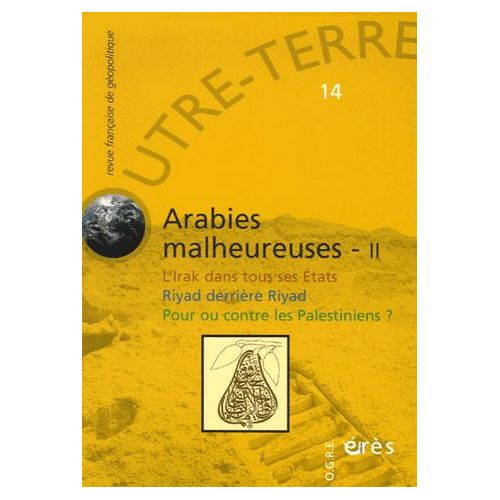 revue française de géopolitique
OUTRE-TERRE
14
Arabies
malheureuses - II
L'Irak dans tous ses États
Riyad derrière Riyad
Pour ou contre les Palestiniens ?
O.G.R.E.
érès